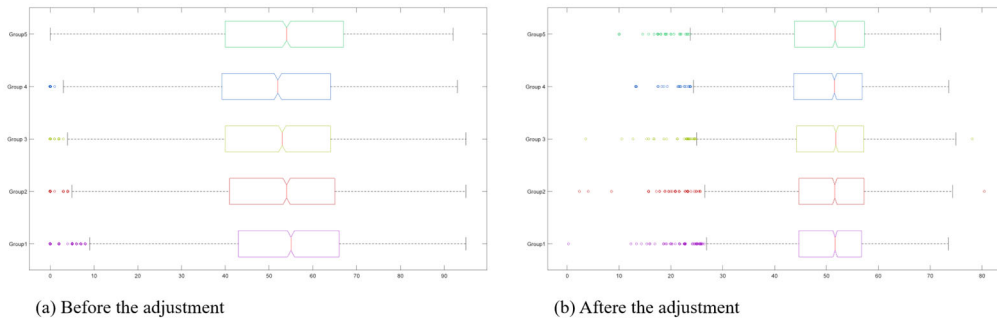 Group5
Group 4
Group 3
Group2
Group1
0 10 20 30 40 50 60 70 80 90
(a) Before the adjustment
Group5
Group 4
Group 3
Group2
Group1
0 10 20 30 40 50 60 70 80
(b) Aftere the adjustment